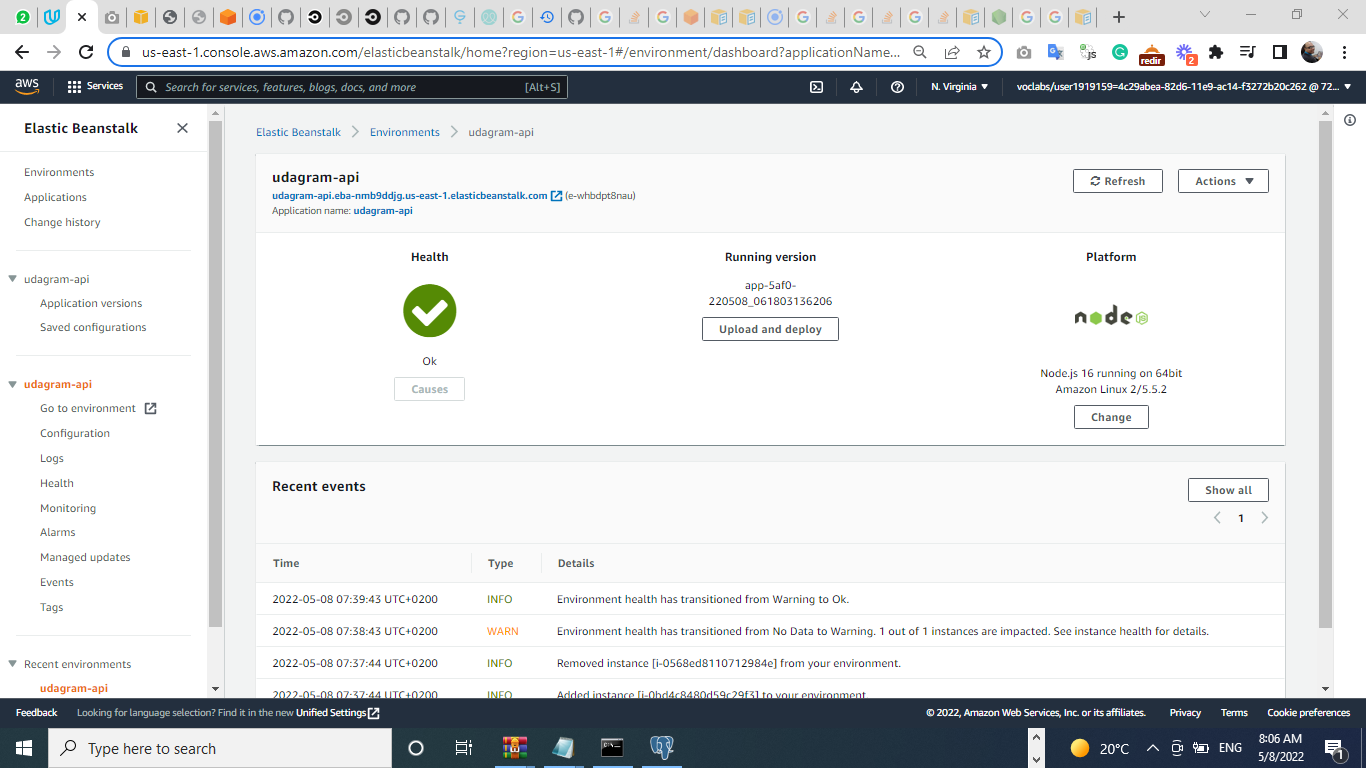 2
us-east-1.console.aws.amazon.com/elasticbeanstalk/home?region=us-east-1#/environment/dashboard?applicationName...
JS
redir
2
aws
Services
Search for services, features, blogs, docs, and more
[Alt+S]
N. Virginia
voclabs/user1919159=4c29abea-82d6-11e9-ac14-f3272b20c262 @ 72...
Elastic Beanstalk
Environments
Applications
Change history
udagram-api
Application versions
Saved configurations
udagram-api
Go to environment
Configuration
Logs
Health
Monitoring
Alarms
Managed updates
Events
Tags
Recent environments
udagram-api
Elastic Beanstalk
Environments
udagram-api
udagram-api
udagram-api.eba-nmb9ddjg.us-east-1.elasticbeanstalk.com (e-whbdpt8nau)
Application name: udagram-api
Refresh
Actions
Health
Ok
Causes
Running version
app-5af0-
220508_061803136206
Upload and deploy
Platform
node
JS
Node.js 16 running on 64bit
Amazon Linux 2/5.5.2
Change
Recent events
Show all
1
Time Type Details
2022-05-08 07:39:43 UTC+0200 INFO Environment health has transitioned from Warning to Ok.
2022-05-08 07:38:43 UTC+0200 WARN Environment health has transitioned from No Data to Warning. 1 out of 1 instances are impacted. See instance health for details.
2022-05-08 07:37:44 UTC+0200 INFO Removed instance [i-0568ed8110712984e] from your environment.
2022-05-08 07:37:44 UTC+0200 INFO Added instance [i-0bd4c8480d59c29f3] to your environment.
Feedback
Looking for language selection? Find it in the new Unified Settings
© 2022, Amazon Web Services, Inc. or its affiliates.
Privacy
Terms
Cookie preferences
Type here to search
20°C
ENG
8:06 AM
5/8/2022
1